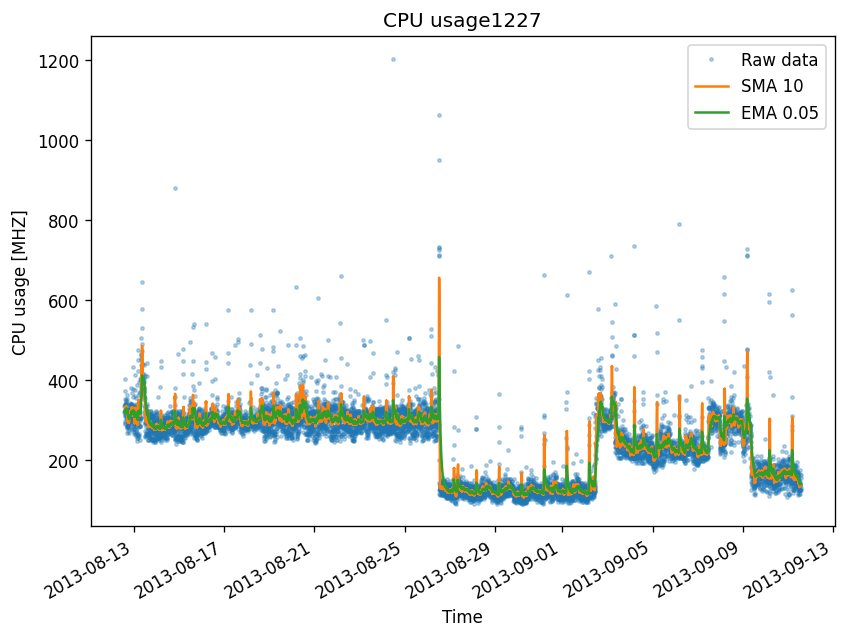 CPU usage1227
1200
1000
800
600
400
200
CPU usage [MHZ]
Raw data
SMA 10
EMA 0.05
2013-08-13
2013-08-17
2013-08-21
2013-08-25
2013-08-29
2013-09-01
2013-09-05
2013-09-09
2013-09-13
Time